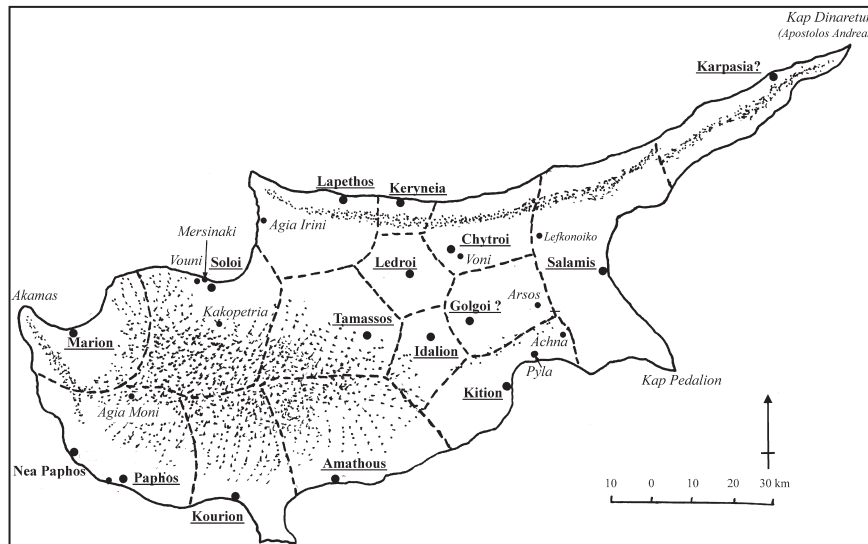 Kap Dinaretum
(Apostolos Andreas)
Karpasia?
Lapethos
Keryneia
Agia Irini
Mersinaki
Chytroi
Lefkonoiko
Vouni
Soloi
Voni
Ledroi
Salamis
Akamas
Kakopetria
Golgoi ?
Arsos
Tamassos
Marion
Idalion
Achna
Pyla
Kap Pedalion
Kition
Agia Moni
Nea Paphos
Paphos
Amathous
Kourion
10 0 10 20 30 km